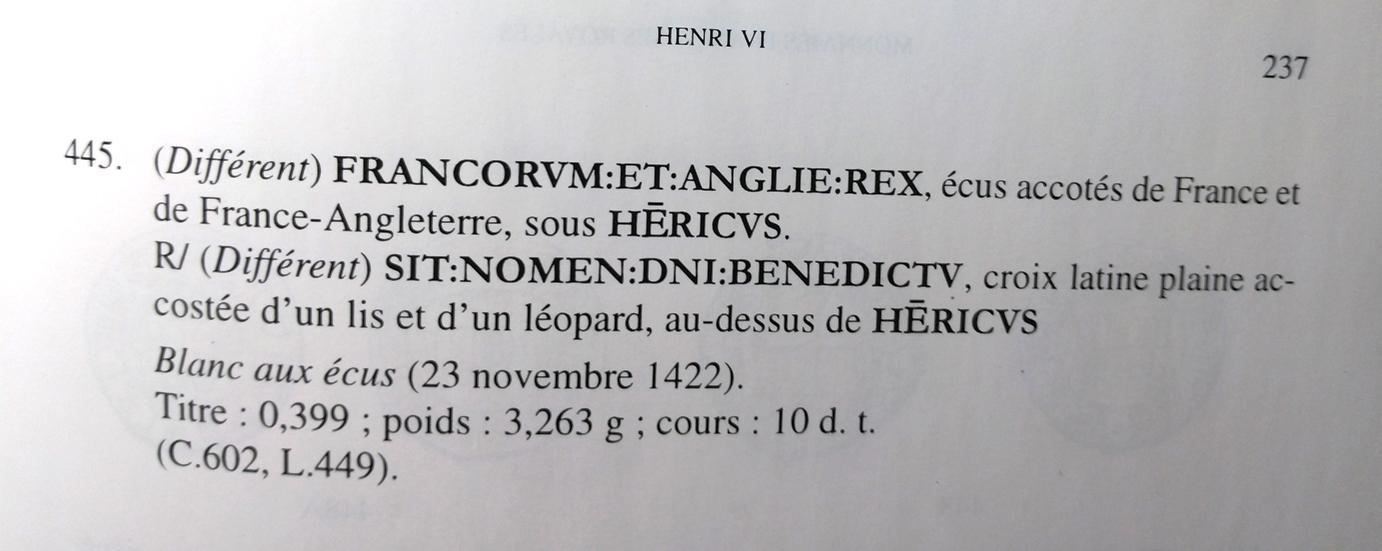 HENRI VI
237
445. (Différent) FRANCORVM:ET:ANGLIE:REX, écus accotés de France et
de France-Angleterre, sous HĒRICVS.
R/ (Différent) SIT:NOMEN:DNI:BENEDICTV, croix latine plaine ac-
costée d'un lis et d'un léopard, au-dessus de HĒRICVS
Blanc aux écus (23 novembre 1422).
Titre : 0,399 ; poids : 3,263 g ; cours : 10 d. t.
(C.602, L.449).